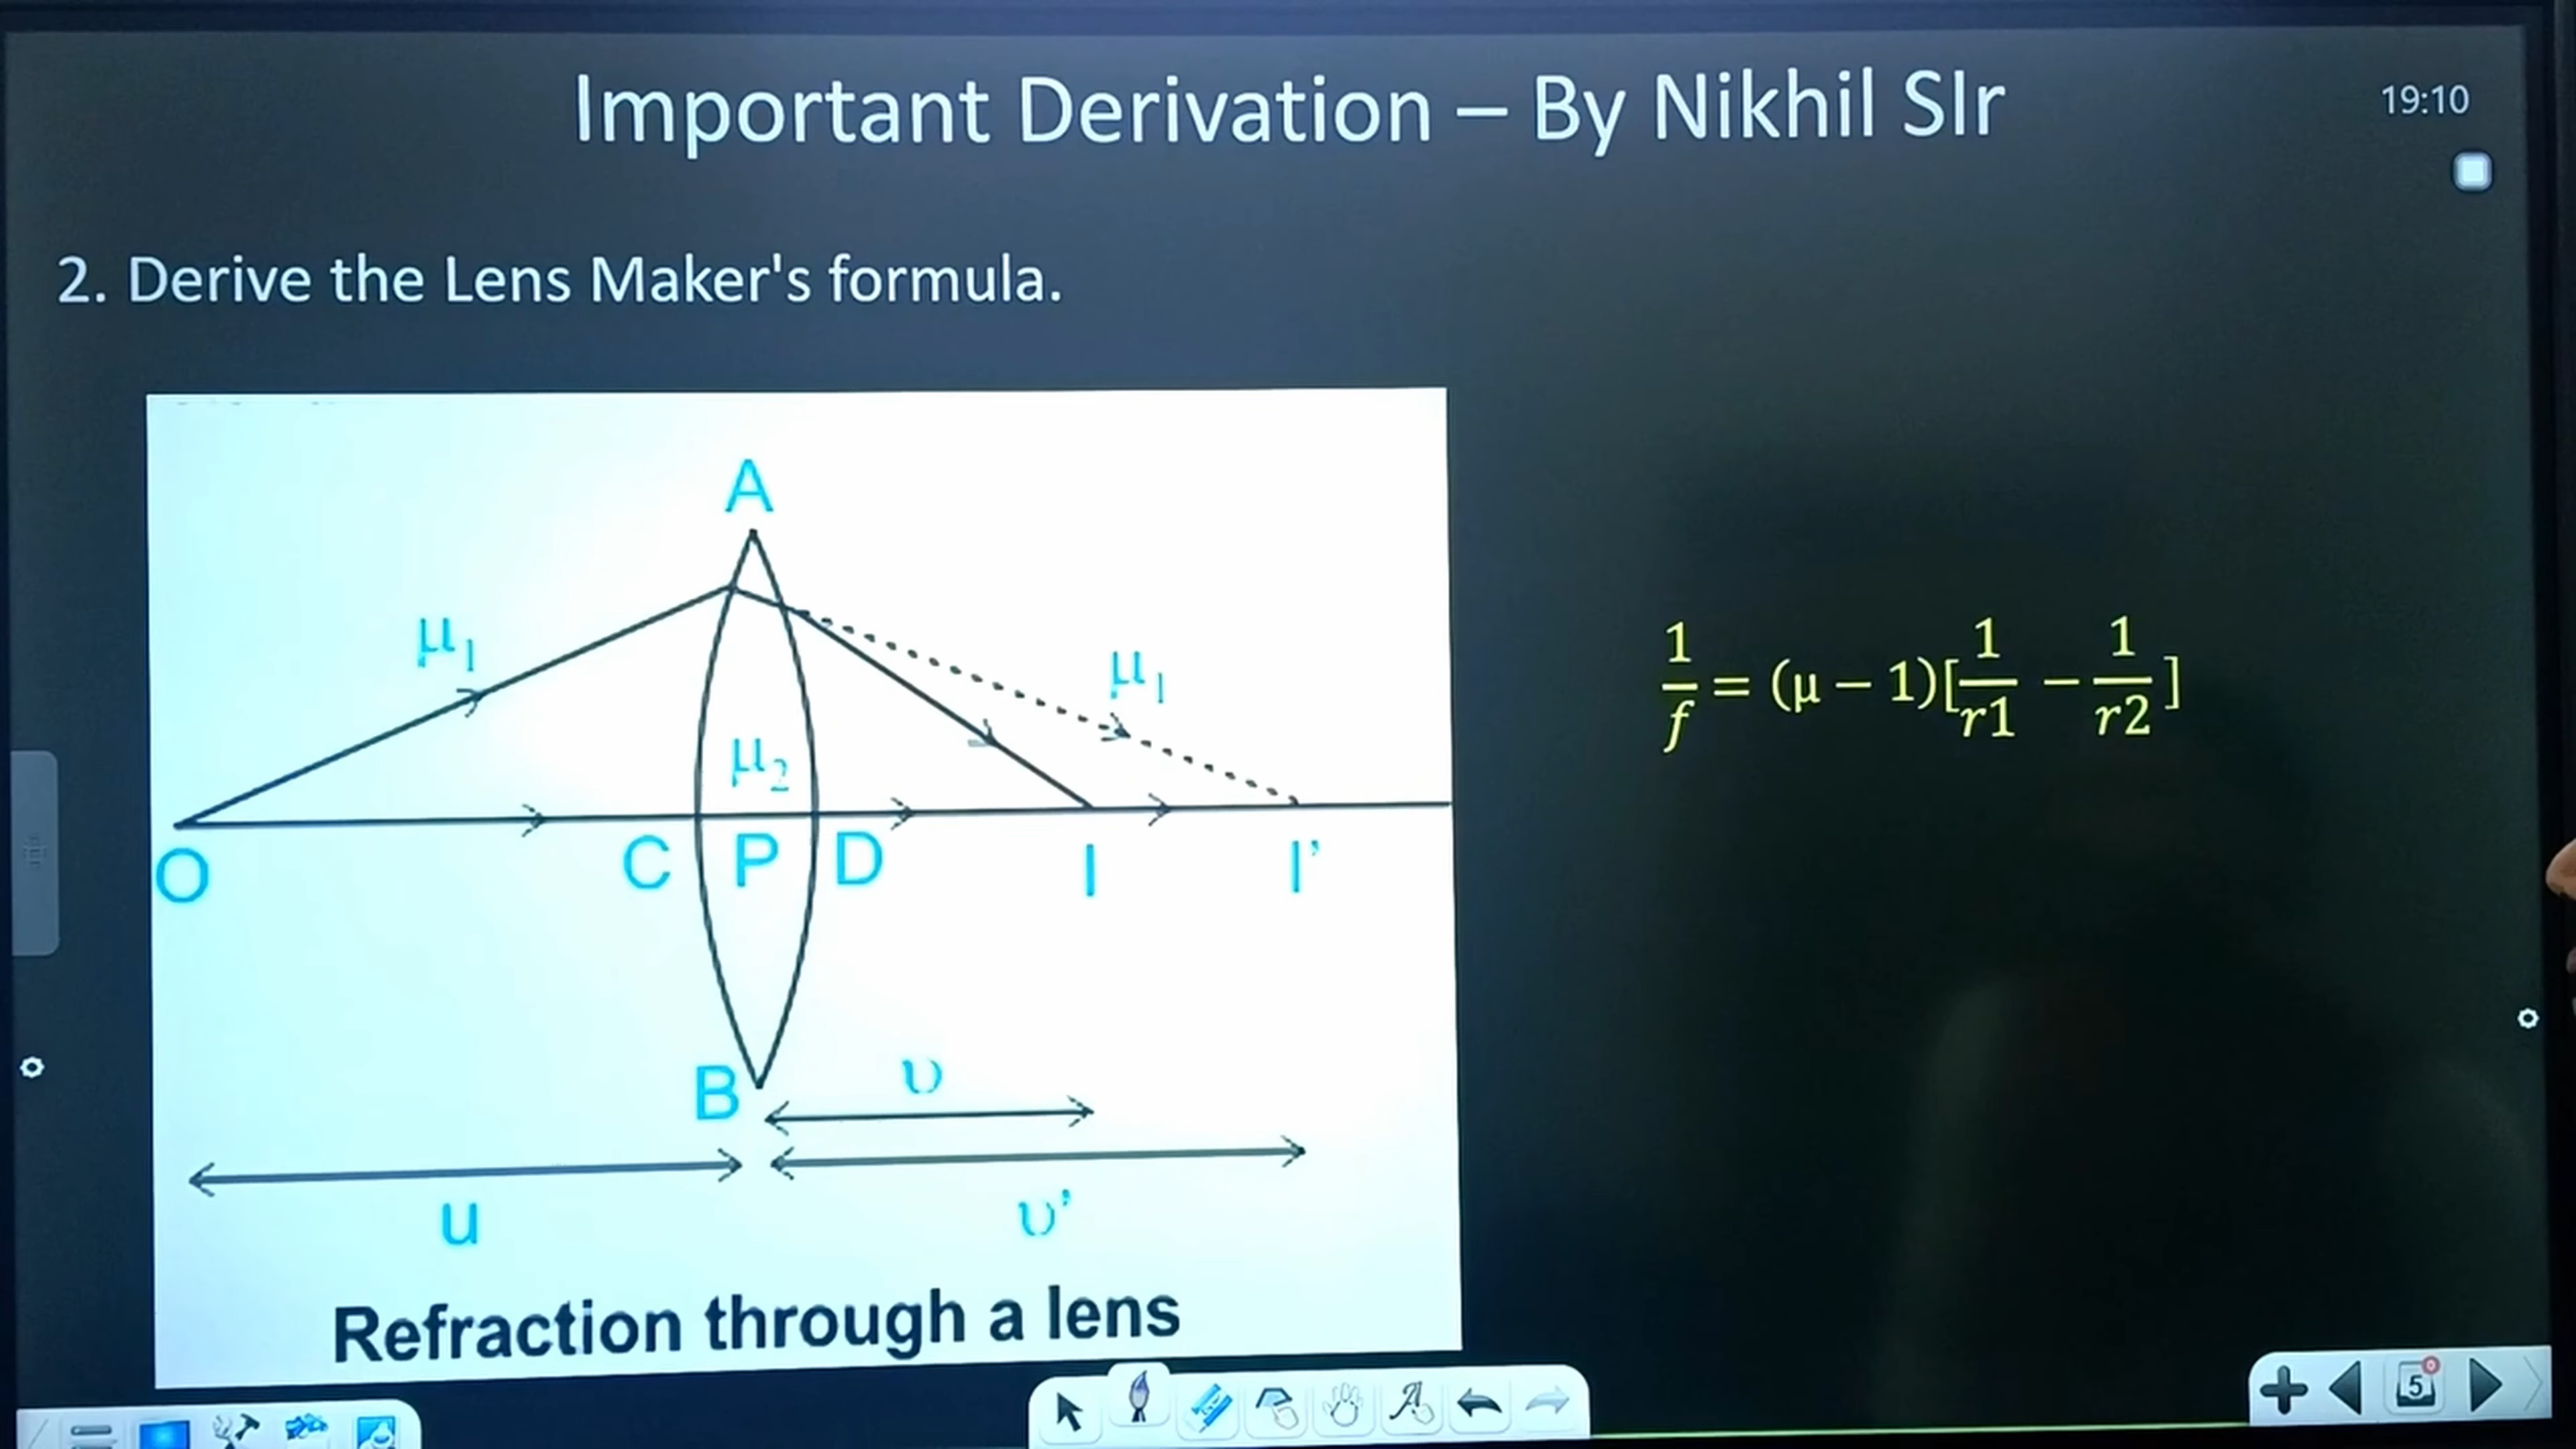 Important Derivation – By Nikhil SIr
19:10
2. Derive the Lens Maker's formula.
A
μ1
μ1
μ2
O
C
P
D
I
I’
B
υ
u
υ’
Refraction through a lens
1/f = (μ − 1)[1/r1 − 1/r2]
5
0